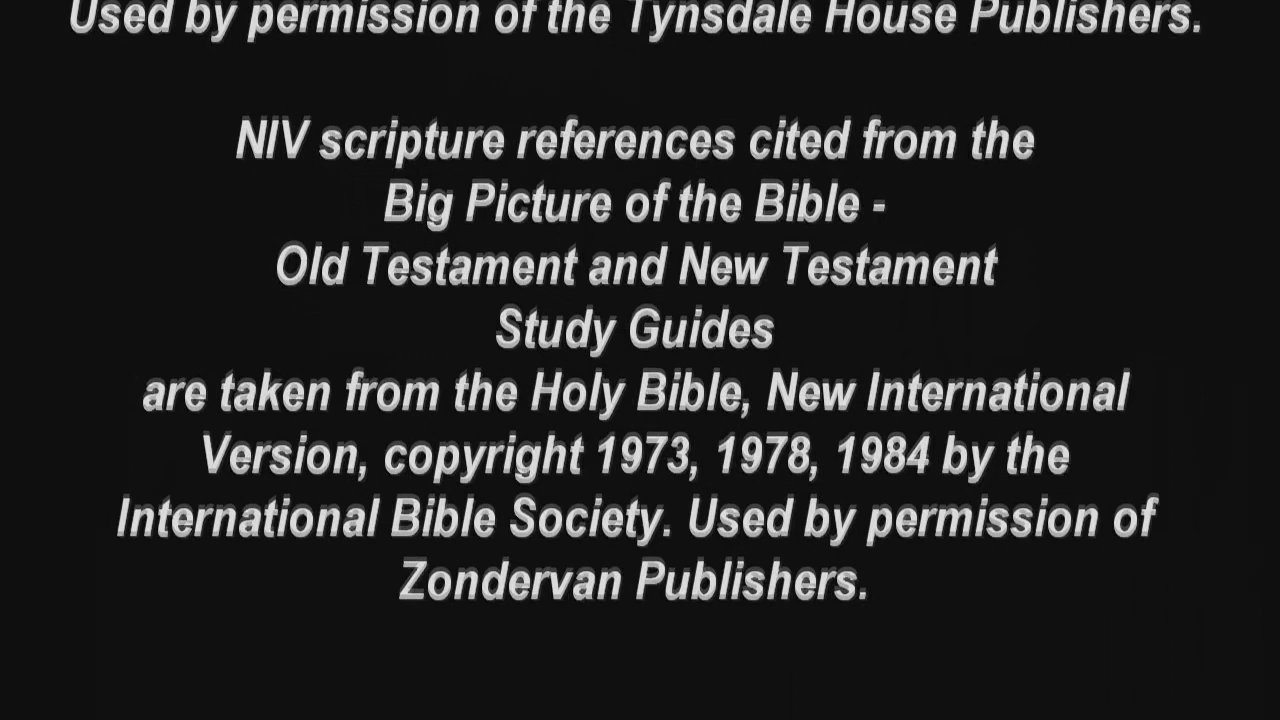 Used by permission of the Tynsdale House Publishers.
NIV scripture references cited from the
Big Picture of the Bible -
Old Testament and New Testament
Study Guides
are taken from the Holy Bible, New International
Version, copyright 1973, 1978, 1984 by the
International Bible Society. Used by permission of
Zondervan Publishers.